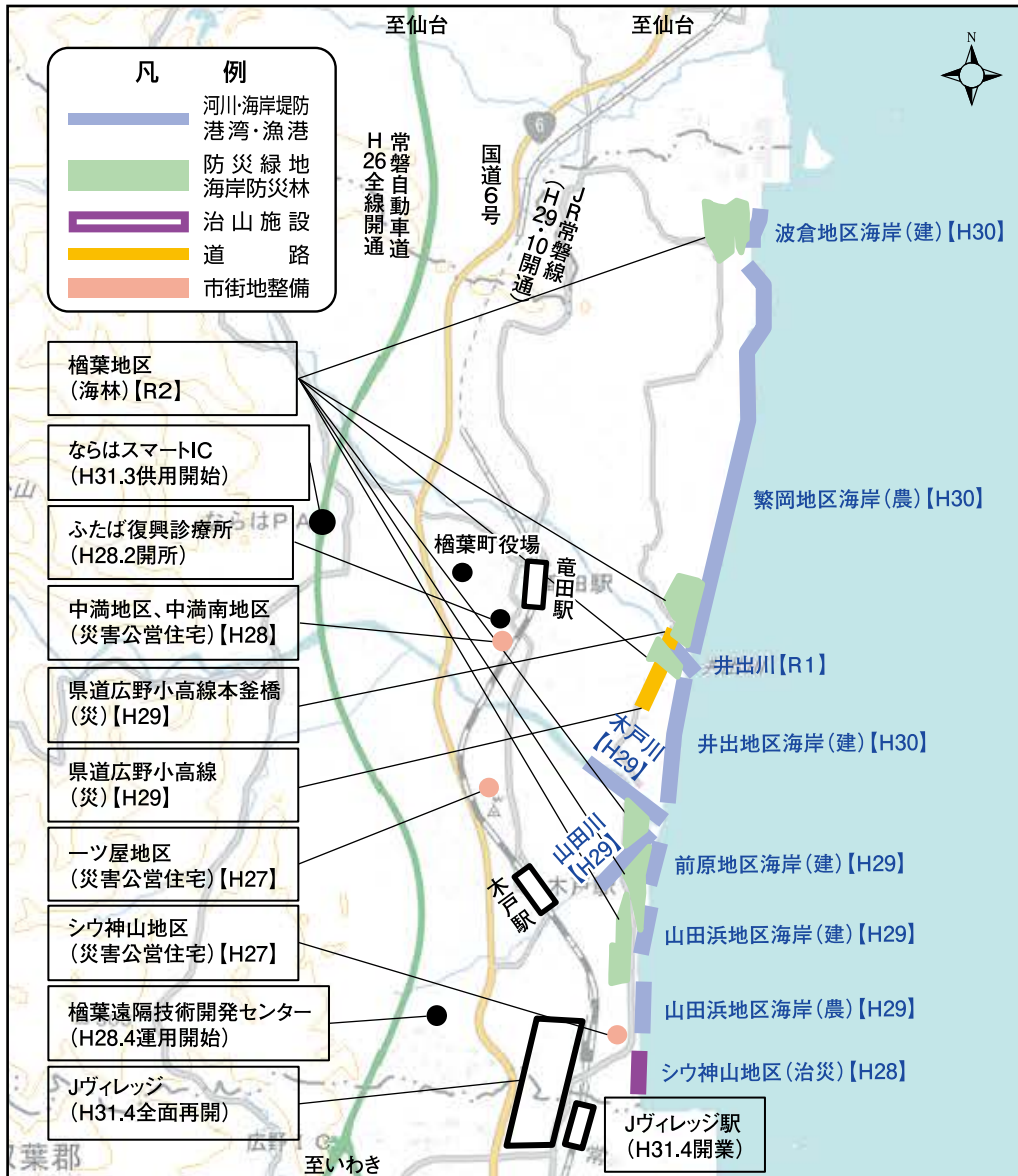 至仙台
至仙台
N
凡　例
河川・海岸堤防
港湾・漁港
防災緑地
海岸防災林
治山施設
道路
市街地整備
常磐自動車道
H26全線開通
国道6号
6
JR常磐線
(H29・10開通)
波倉地区海岸(建)【H30】
楢葉地区
(海林)【R2】
ならはスマートIC
(H31.3供用開始)
ならはPA
山
ふたば復興診療所
(H28.2開所)
楢葉町役場
竜田駅
繁岡地区海岸(農)【H30】
中満地区、中満南地区
(災害公営住宅)【H28】
井出川【R1】
県道広野小高線本釜橋
(災)【H29】
木戸川
【H29】
井出地区海岸(建)【H30】
県道広野小高線
(災)【H29】
一ツ屋地区
(災害公営住宅)【H27】
山田川
【H29】
前原地区海岸(建)【H29】
木戸駅
木戸駅
シウ神山地区
(災害公営住宅)【H27】
山田浜地区海岸(建)【H29】
楢葉遠隔技術開発センター
(H28.4運用開始)
山田浜地区海岸(農)【H29】
Jヴィレッジ
(H31.4全面再開)
シウ神山地区(治災)【H28】
Jヴィレッジ駅
(H31.4開業)
広野IC
常
葉郡
至いわき